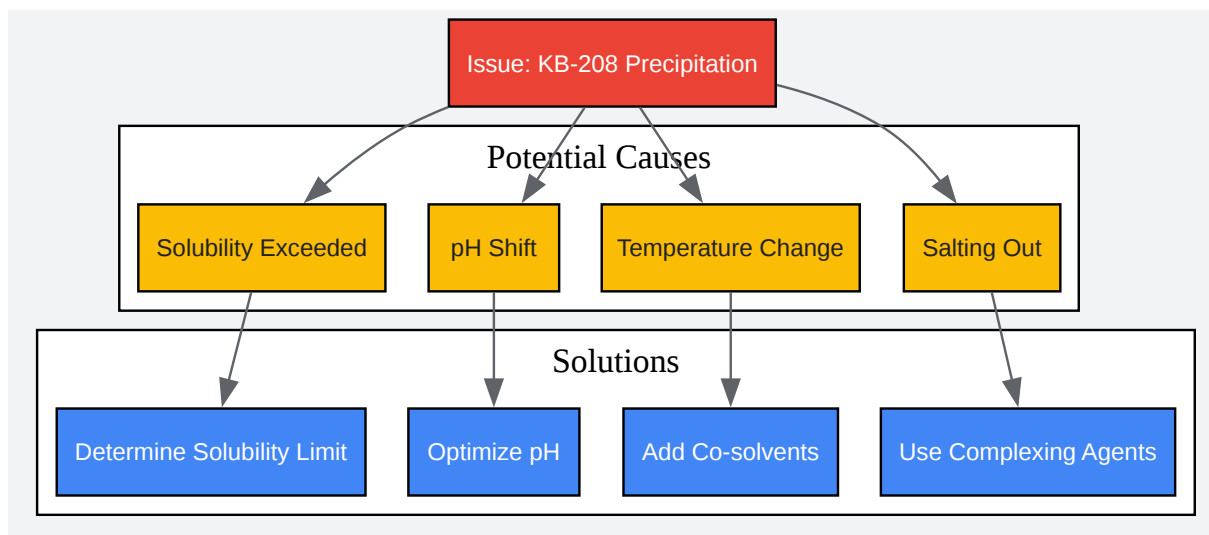 Issue: KB-208 Precipitation
Potential Causes
Solubility Exceeded
pH Shift
Temperature Change
Salting Out
Solutions
Determine Solubility Limit
Optimize pH
Add Co-solvents
Use Complexing Agents